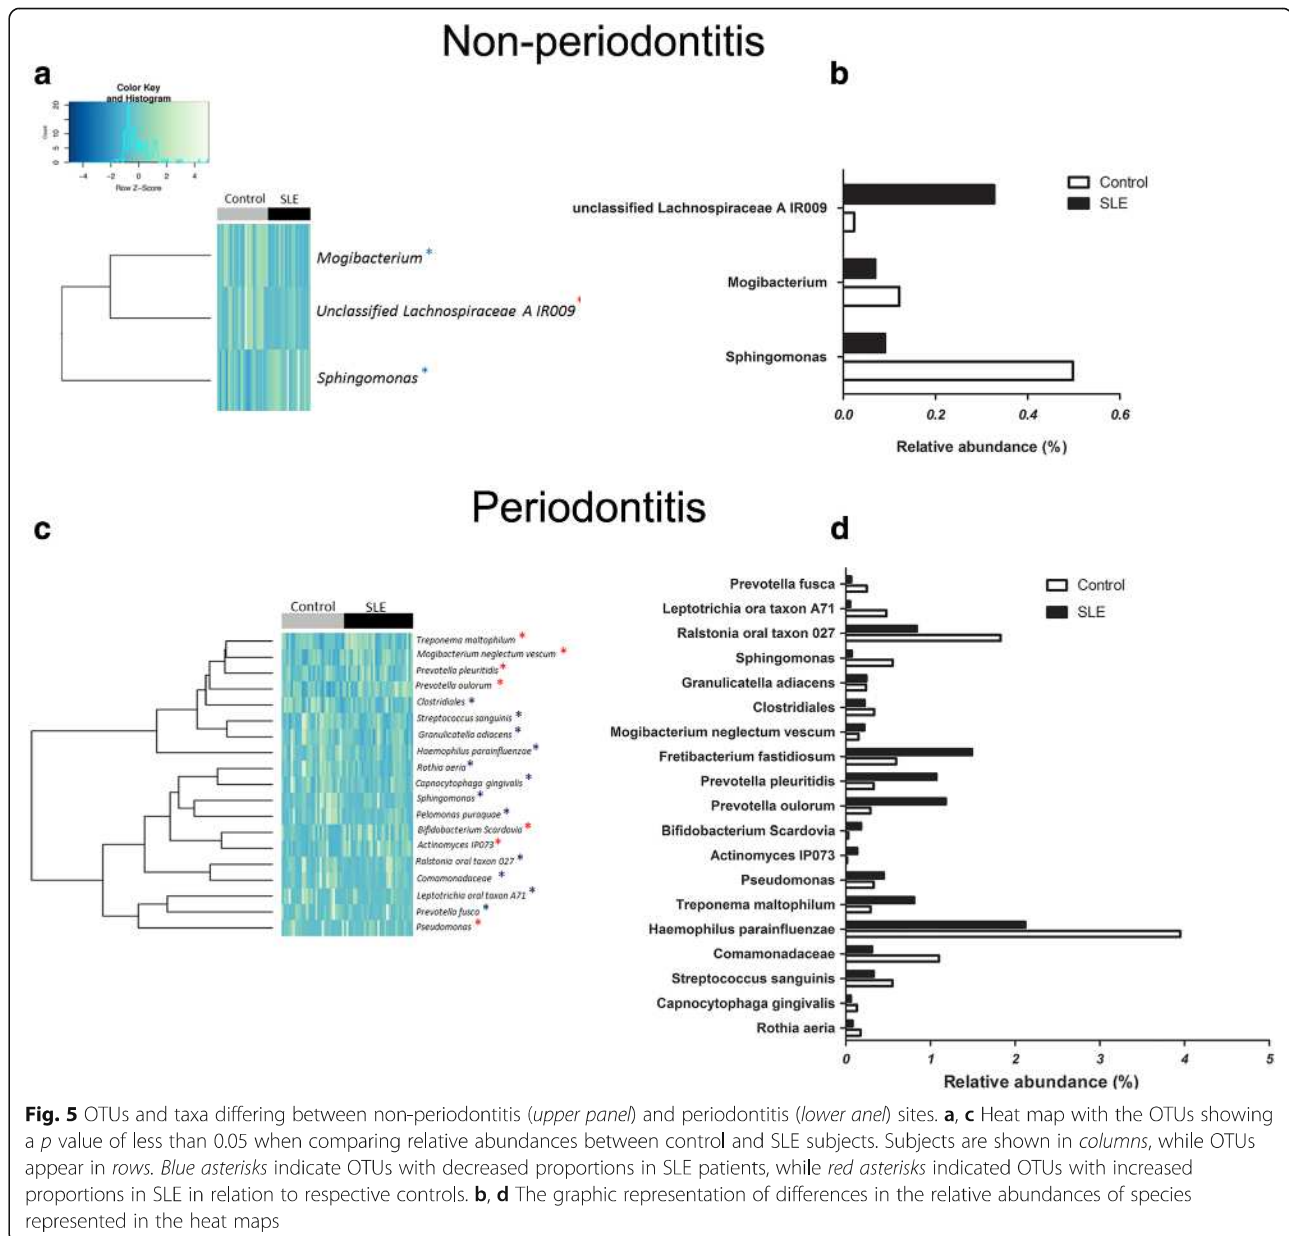 Non-periodontitis
a
b
Color Key
and Histogram
Count
0 5 10 15 20
-4 -2 0 2 4
Row Z-Score
Control SLE
Mogibacterium *
Unclassified Lachnospiraceae A IR009
Sphingomonas *
Control
SLE
unclassified Lachnospiraceae A IR009
Mogibacterium
Sphingomonas
0.0 0.2 0.4 0.6
Relative abundance (%)
Periodontitis
c
d
Control SLE
Treponema maltophilum *
Mogibacterium neglectum vescum *
Prevotella pleuritidis *
Prevotella oulorum *
Clostridiales *
Streptococcus sanguinis *
Granulicatella adiacens *
Haemophilus parainfluenzae *
Rothia aeria *
Capnocytophaga gingivalis *
Sphingomonas *
Pelomonas puraquae *
Bifidobacterium Scardovia *
Actinomyces IP073 *
Ralstonia oral taxon 027 *
Comamonadaceae *
Leptotrichia oral taxon A71 *
Prevotella fusca *
Pseudomonas *
Control
SLE
Prevotella fusca
Leptotrichia ora taxon A71
Ralstonia oral taxon 027
Sphingomonas
Granulicatella adiacens
Clostridiales
Mogibacterium neglectum vescum
Fretibacterium fastidiosum
Prevotella pleuritidis
Prevotella oulorum
Bifidobacterium Scardovia
Actinomyces IP073
Pseudomonas
Treponema maltophilum
Haemophilus parainfluenzae
Comamonadaceae
Streptococcus sanguinis
Capnocytophaga gingivalis
Rothia aeria
0 1 2 3 4 5
Relative abundance (%)
Fig. 5 OTUs and taxa differing between non-periodontitis (upper panel) and periodontitis (lower anel) sites. a, c Heat map with the OTUs showing
a p value of less than 0.05 when comparing relative abundances between control and SLE subjects. Subjects are shown in columns, while OTUs
appear in rows. Blue asterisks indicate OTUs with decreased proportions in SLE patients, while red asterisks indicated OTUs with increased
proportions in SLE in relation to respective controls. b, d The graphic representation of differences in the relative abundances of species
represented in the heat maps